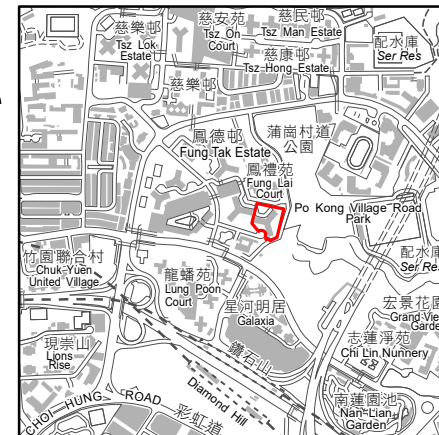 慈樂邨
Tsz Lok
Estate
慈安苑
Tsz On
Court
慈民邨
Tsz Man Estate
配水庫
Ser Res
慈康邨
Tsz Hong Estate
慈樂邨
鳳德邨
Fung Tak Estate
蒲崗村道
公園
鳳禮苑
Fung Lai
Court
Po Kong Village Road
Park
竹園聯合村
Chuk Yuen
United Village
龍蟠苑
Lung Poon
Court
配水庫
Ser Res
星河明居
Galaxia
宏景花園
Grand View
Garde
現崇山
Lions
Rise
鑽石山
Diamond Hill
志蓮淨苑
Chi Lin Nunnery
南蓮園池
Nan Lian
Garden
CHOI HUNG ROAD
彩虹道